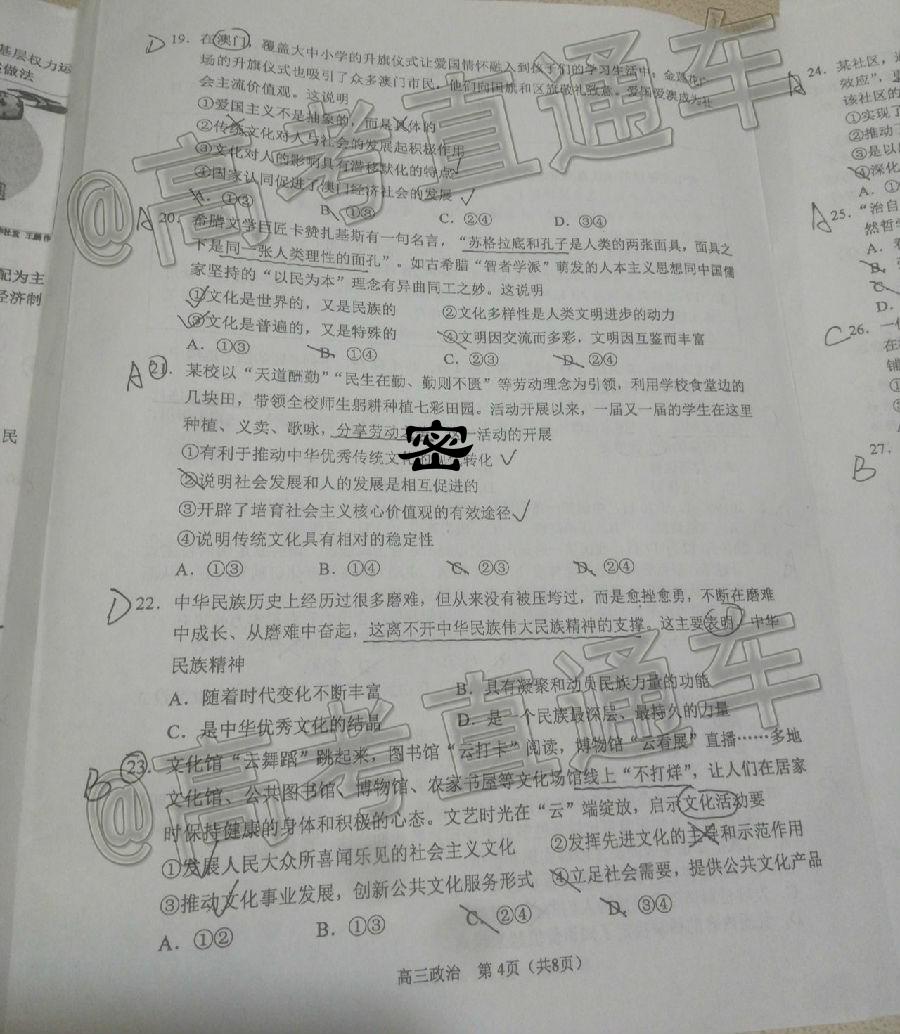 基层权力运
做法
民
配为主
经济制
D 19. 在澳门，覆盖大中小学的升旗仪式让爱国情怀融入到孩子们的学习生活中；金莲花广
场的升旗仪式也吸引了众多澳门市民，他们向国旗和区旗敬礼致意。爱国爱澳成为社
会主流价值观。这说明
①爱国主义不是抽象的，而是具体的
②传统文化对人与社会的发展起积极作用
③文化对人的影响具有潜移默化的特点
④国家认同促进了澳门经济社会的发展
A. ①② B. ①③ C. ②④ D. ③④
A 20. 希腊文学巨匠卡赞扎基斯有一句名言，“苏格拉底和孔子是人类的两张面具，面具之
下是同一张人类理性的面孔”。如古希腊“智者学派”萌发的人本主义思想同中国儒
家坚持的“以民为本”理念有异曲同工之妙。这说明
①文化是世界的，又是民族的 ②文化多样性是人类文明进步的动力
③文化是普遍的，又是特殊的 ④文明因交流而多彩，文明因互鉴而丰富
A. ①③ B. ①④ C. ②③ D. ②④
A 21. 某校以“天道酬勤”“民生在勤、勤则不匮”等劳动理念为引领，利用学校食堂边的
几块田，带领全校师生躬耕种植七彩田园。活动开展以来，一届又一届的学生在这里
种植、义卖、歌咏，分享劳动 活动的开展
密
①有利于推动中华优秀传统文化的 转化
②说明社会发展和人的发展是相互促进的
③开辟了培育社会主义核心价值观的有效途径
④说明传统文化具有相对的稳定性
A. ①③ B. ①④ C. ②③ D. ②④
D 22. 中华民族历史上经历过很多磨难，但从来没有被压垮过，而是愈挫愈勇，不断在磨难
中成长、从磨难中奋起，这离不开中华民族伟大民族精神的支撑。这主要表明，中华
民族精神
A. 随着时代变化不断丰富 B. 具有凝聚和动员民族力量的功能
C. 是中华优秀文化的结晶 D. 是一个民族最深层、最持久的力量
B 23. 文化馆“云舞蹈”跳起来，图书馆“云打卡”阅读，博物馆“云看展”直播……多地
文化馆、公共图书馆、博物馆、农家书屋等文化场馆线上“不打烊”，让人们在居家
时保持健康的身体和积极的心态。文艺时光在“云”端绽放，启示文化活动要
①发展人民大众所喜闻乐见的社会主义文化 ②发挥先进文化的主导和示范作用
③推动文化事业发展，创新公共文化服务形式 ④立足社会需要，提供公共文化产品
A. ①② B. ①③ C. ②④ D. ③④
高三政治 第4页（共8页）
@高考直通车
@高考直通车
A 24. 某社区，
效应”，
该社区的
①实现了
②推动
③是以
④深化
A. ①
A 25. “治自
然哲
A.
B.
C.
D.
C 26. 一
在
铺
B 27.